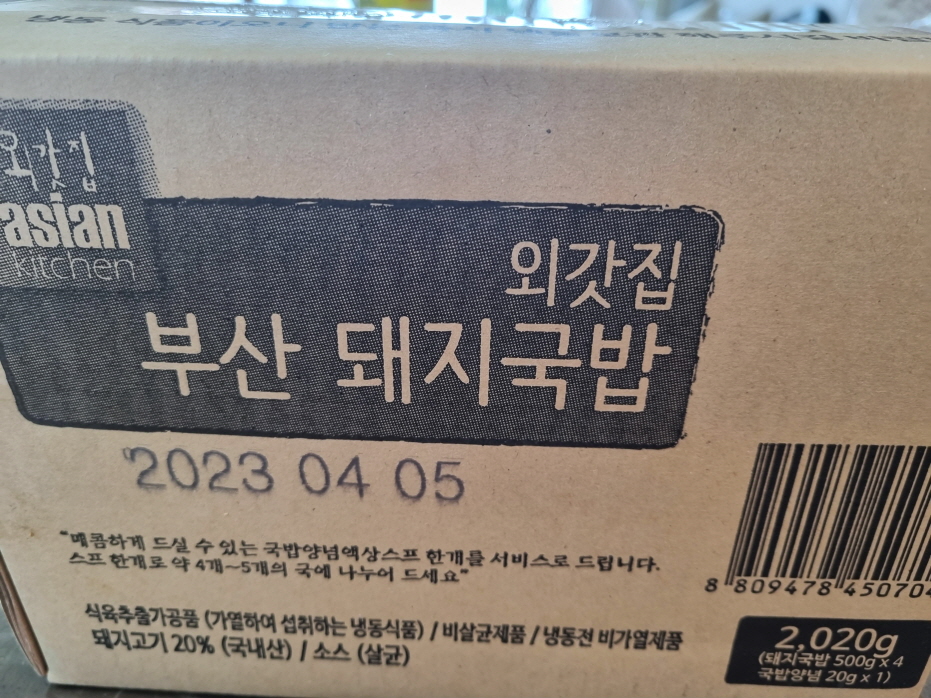 외갓집
asian
kitchen
외갓집
부산 돼지국밥
2023 04 05
"매콤하게 드실 수 있는 국밥양념액상스프 한개를 서비스로 드립니다.
스프 한개로 약 4개~5개의 국에 나누어 드세요"
식육추출가공품 (가열하여 섭취하는 냉동식품) / 비살균제품 / 냉동전 비가열제품
돼지고기 20% (국내산) / 소스 (살균)
8 809478 45070
2,020g
(돼지국밥 500g x 4
국밥양념 20g x 1)